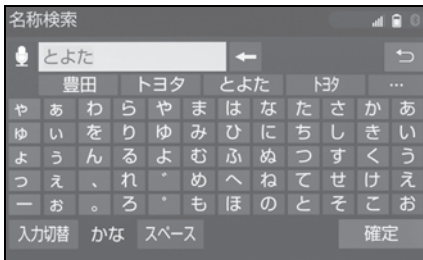 名称検索
とよた
豊田 トヨタ とよた ﾄﾖﾀ …
ゃ ぁ わ ら や ま は な た さ か あ
ゅ ぃ を り ゆ み ひ に ち し き い
ょ ぅ ん る よ む ふ ぬ つ す く う
っ ぇ 、 れ ゛ め へ ね て せ け え
ー ぉ 。 ろ ゜ も ほ の と そ こ お
入力切替 かな スペース 確定